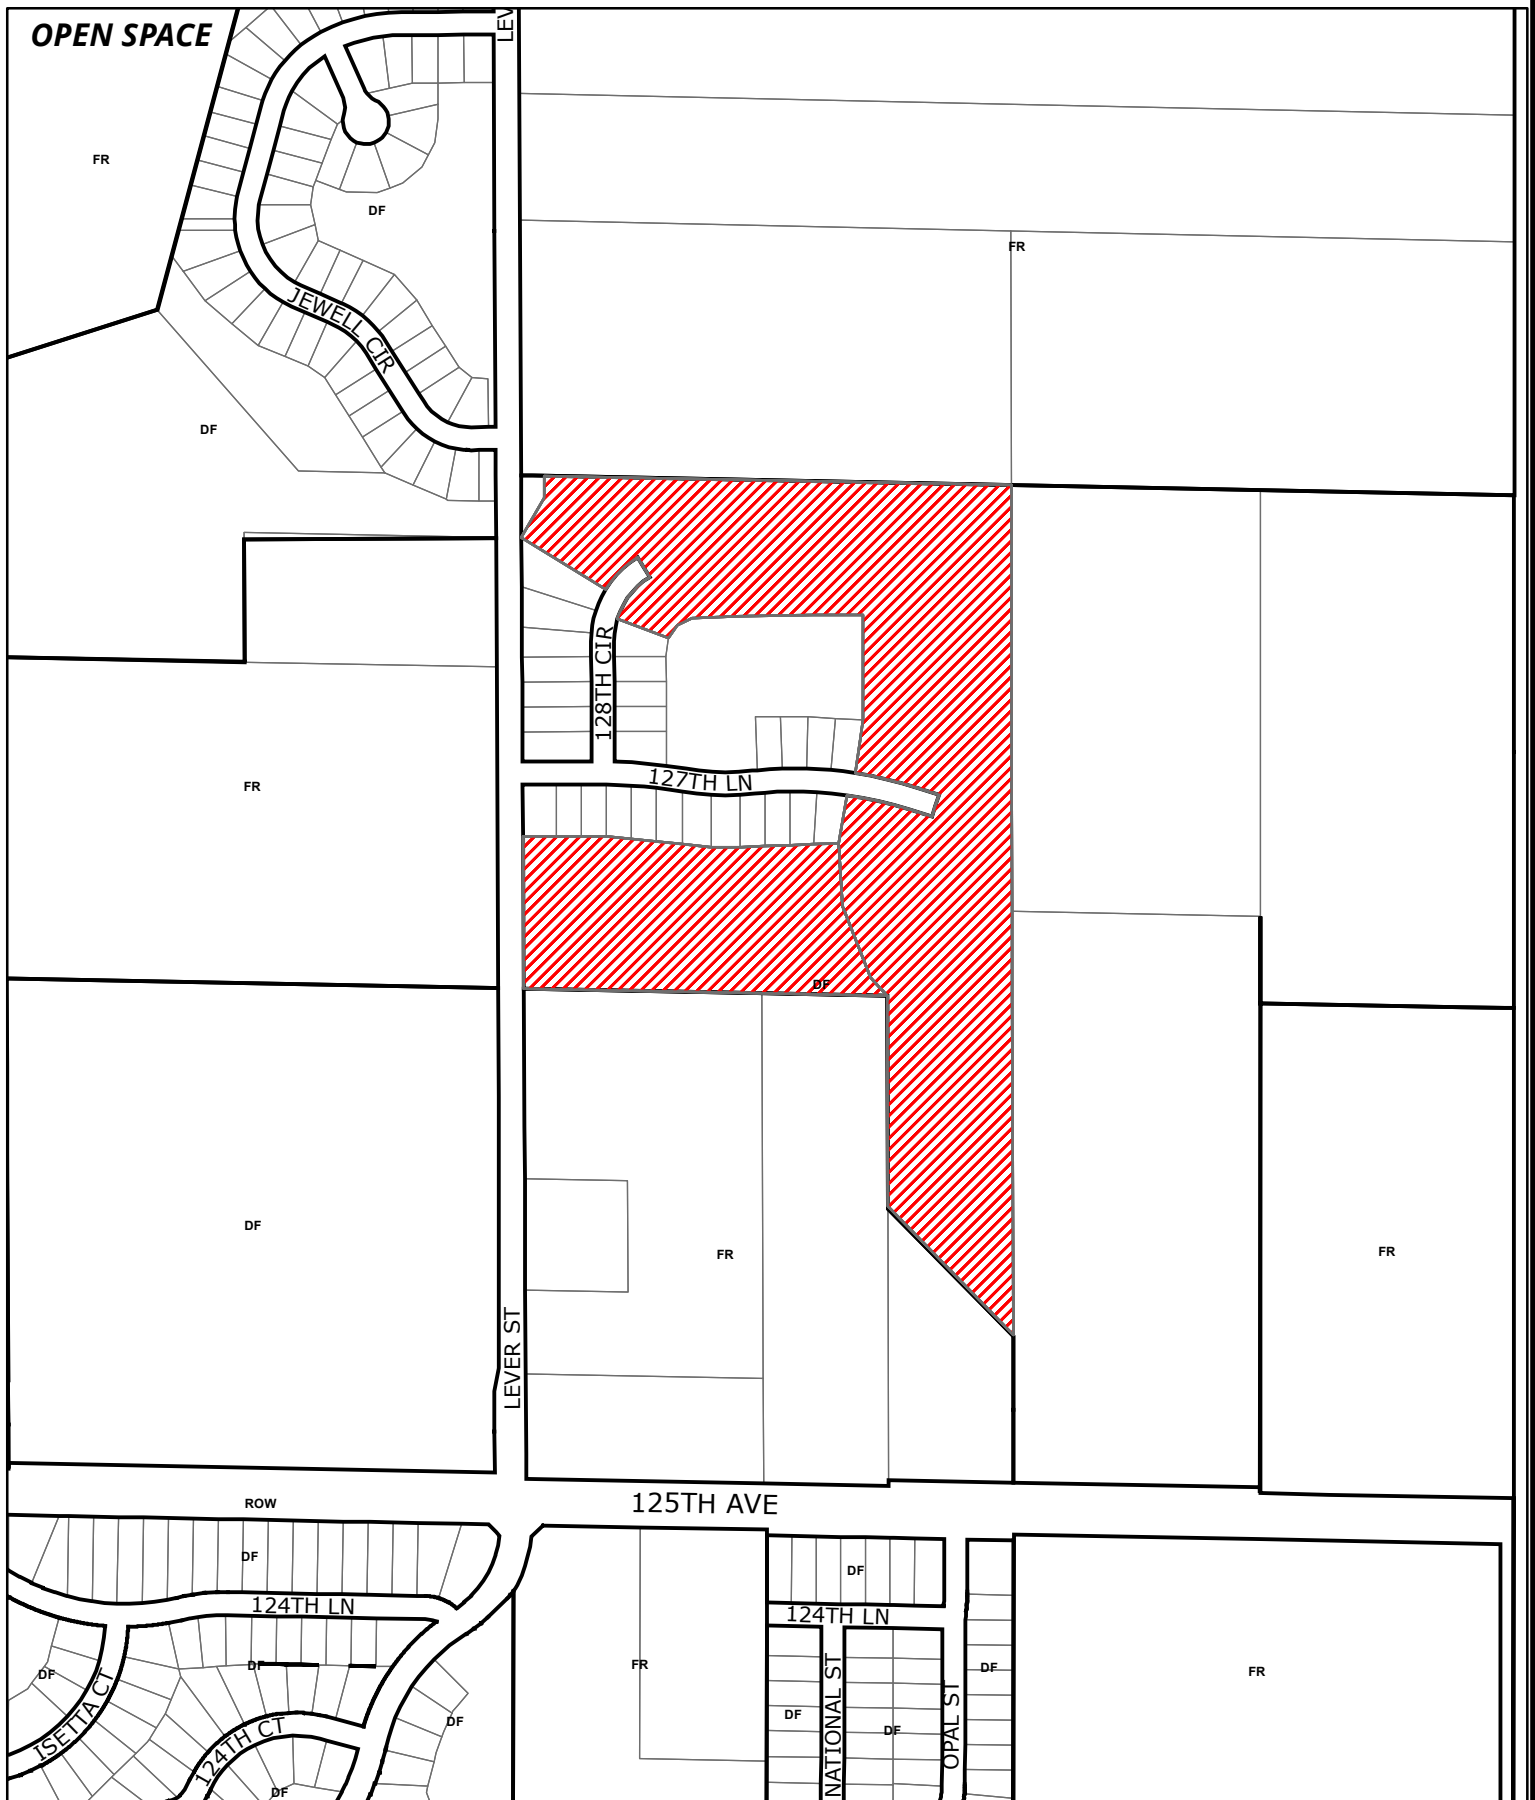 OPEN SPACE
LEV
FR
DF
FR
JEWELL CIR
DF
128TH CIR
127TH LN
FR
DF
DF
FR
FR
LEVER ST
ROW
125TH AVE
DF
DF
124TH LN
124TH LN
DF
DF
FR
DF
FR
ISETTA CT
NATIONAL ST
OPAL ST
DF
DF
DF
124TH CT
DF